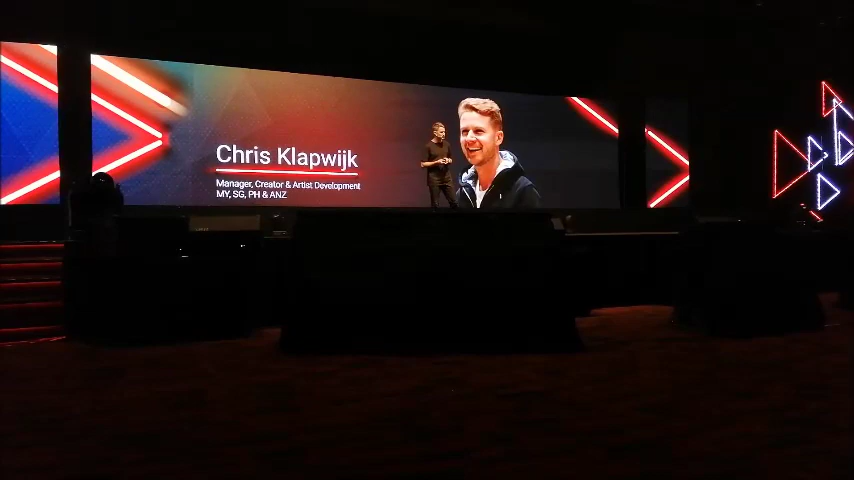 Chris Klapwijk
Manager, Creator & Artist Development
MY, SG, PH & ANZ